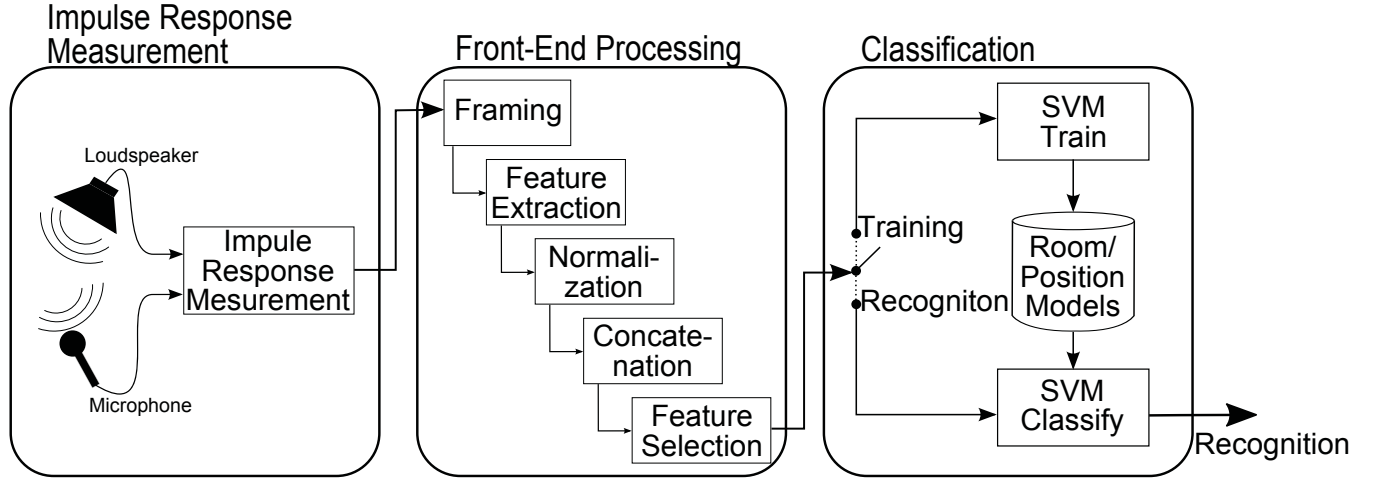 Impulse Response
Measurement
Loudspeaker
Impule
Response
Mesurement
Microphone
Front-End Processing
Framing
Feature
Extraction
Normali-
zation
Concate-
nation
Feature
Selection
Classification
SVM
Train
Training
Recogniton
Room/
Position
Models
SVM
Classify
Recognition